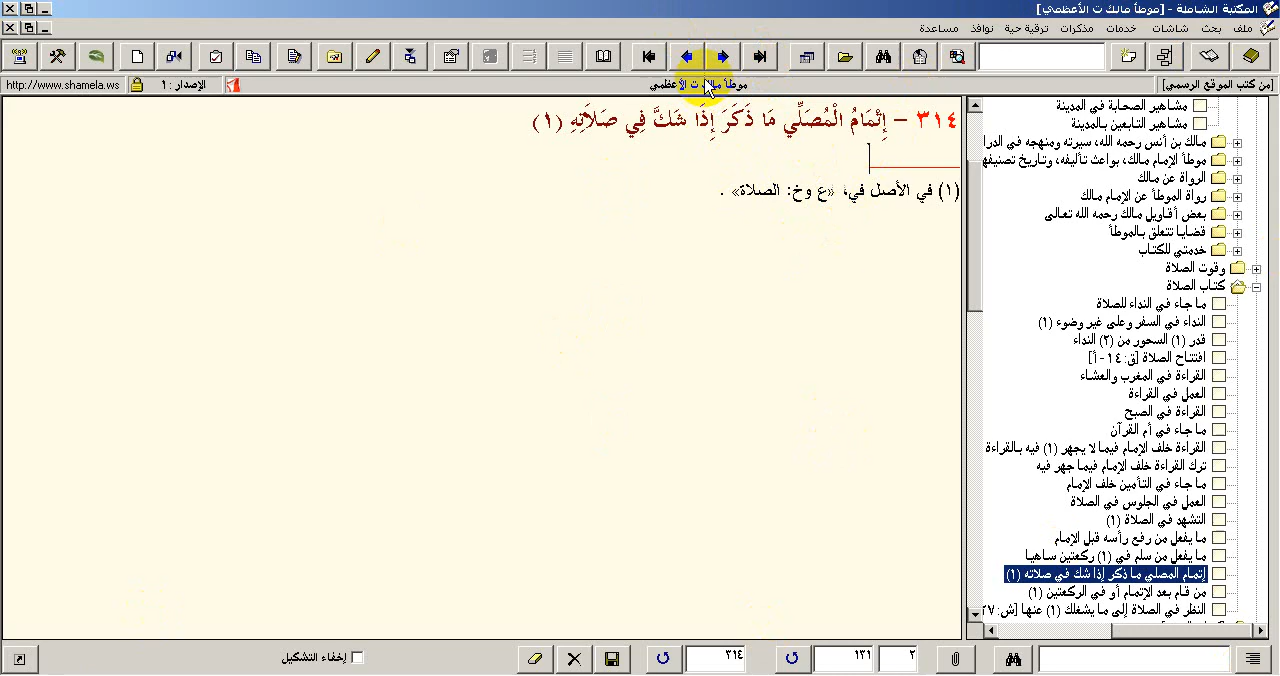 المكتبة الشاملة - [موطأ مالك ت الأعظمي]
ملف بحث شاشات خدمات مذكرات ترقية حية نوافذ مساعدة
[من كتب الموقع الرسمي]
موطأ مالك ت الأعظمي
الإصدار : ١
http://www.shamela.ws
٣١٤ - إِتْمَامُ الْمُصَلِّي مَا ذَكَرَ إِذَا شَكَّ فِي صَلاَتِهِ (١)
(١) في الأصل في، «ع وخ: الصلاة» .
مشاهير الصحابة في المدينة
مشاهير التابعين بالمدينة
مالك بن أنس رحمه الله، سيرته ومنهجه في الدرا
موطأ الإمام مالك، بواعث تأليفه، وتاريخ تصنيفه
الرواة عن مالك
رواة الموطأ عن الإمام مالك
بعض أقاويل مالك رحمه الله تعالى
قضايا تتعلق بالموطأ
خدمتي للكتاب
وقوت الصلاة
كتاب الصلاة
ما جاء في النداء للصلاة
النداء في السفر وعلى غير وضوء (١)
قدر (١) السحور من (٢) النداء
افتتاح الصلاة [ق: ١٤ - أ]
القراءة في المغرب والعشاء
العمل في القراءة
القراءة في الصبح
ما جاء في أم القرآن
القراءة خلف الإمام فيما لا يجهر (١) فيه بالقراءة
ترك القراءة خلف الإمام فيما جهر فيه
ما جاء في التأمين خلف الإمام
العمل في الجلوس في الصلاة
التشهد في الصلاة (١)
ما يفعل من رفع رأسه قبل الإمام
ما يفعل من سلم في (١) ركعتين ساهيا
إتمام المصلي ما ذكر إذا شك في صلاته (١)
من قام بعد الإتمام أو في الركعتين (١)
النظر في الصلاة إلى ما يشغلك (١) عنها [ش: ٢٧
٢
١٣١
٣١٤
إخفاء التشكيل